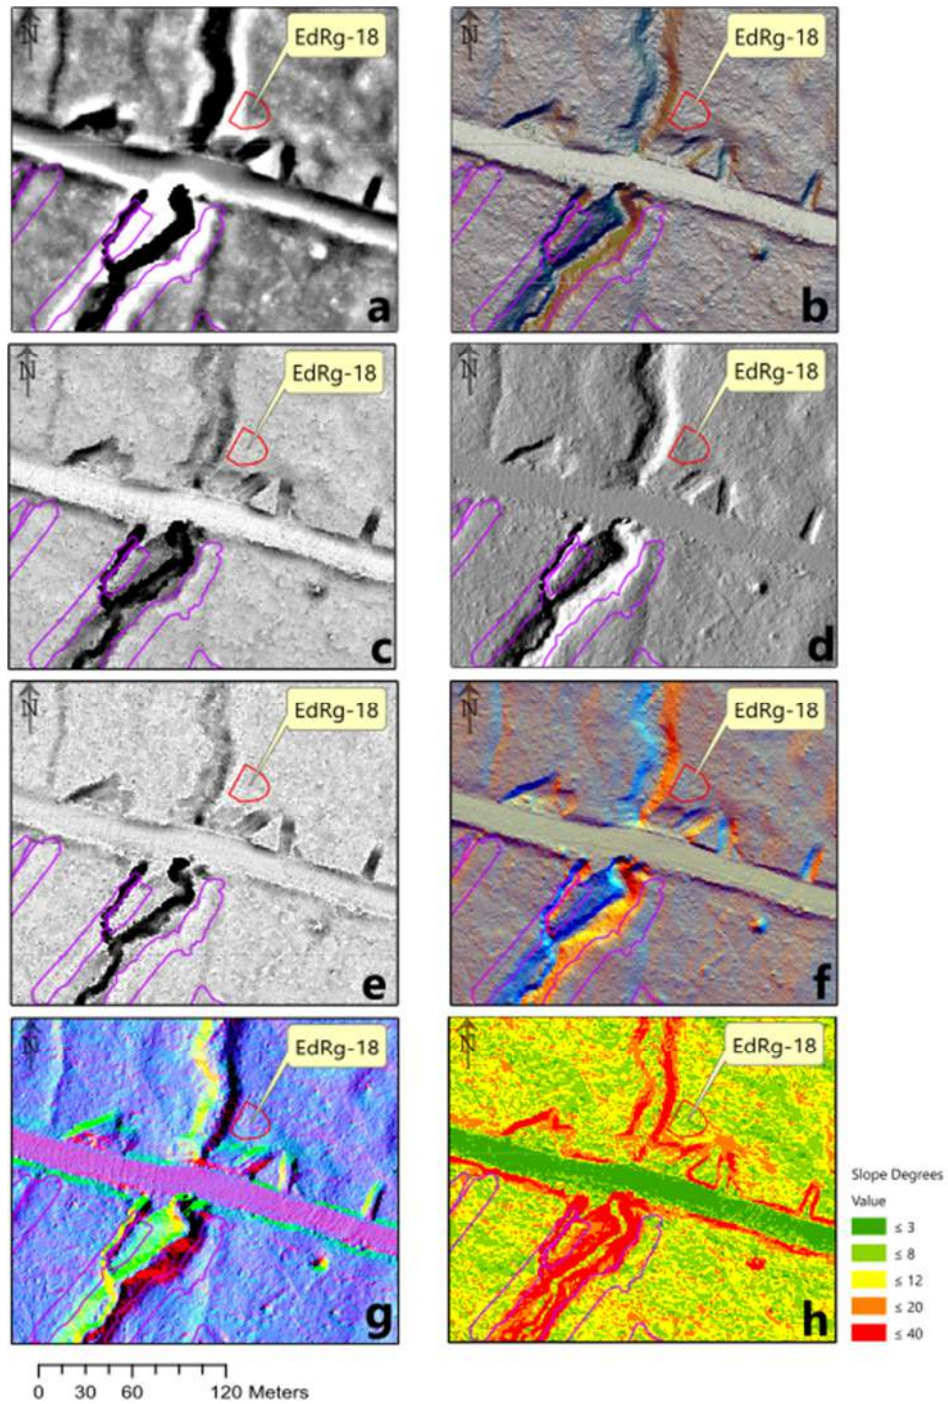 N
EdRg-18
a
N
EdRg-18
b
N
EdRg-18
c
N
EdRg-18
d
N
EdRg-18
e
N
EdRg-18
f
N
EdRg-18
g
N
EdRg-18
h
Slope Degrees
Value
≤ 3
≤ 8
≤ 12
≤ 20
≤ 40
0 30 60 120 Meters